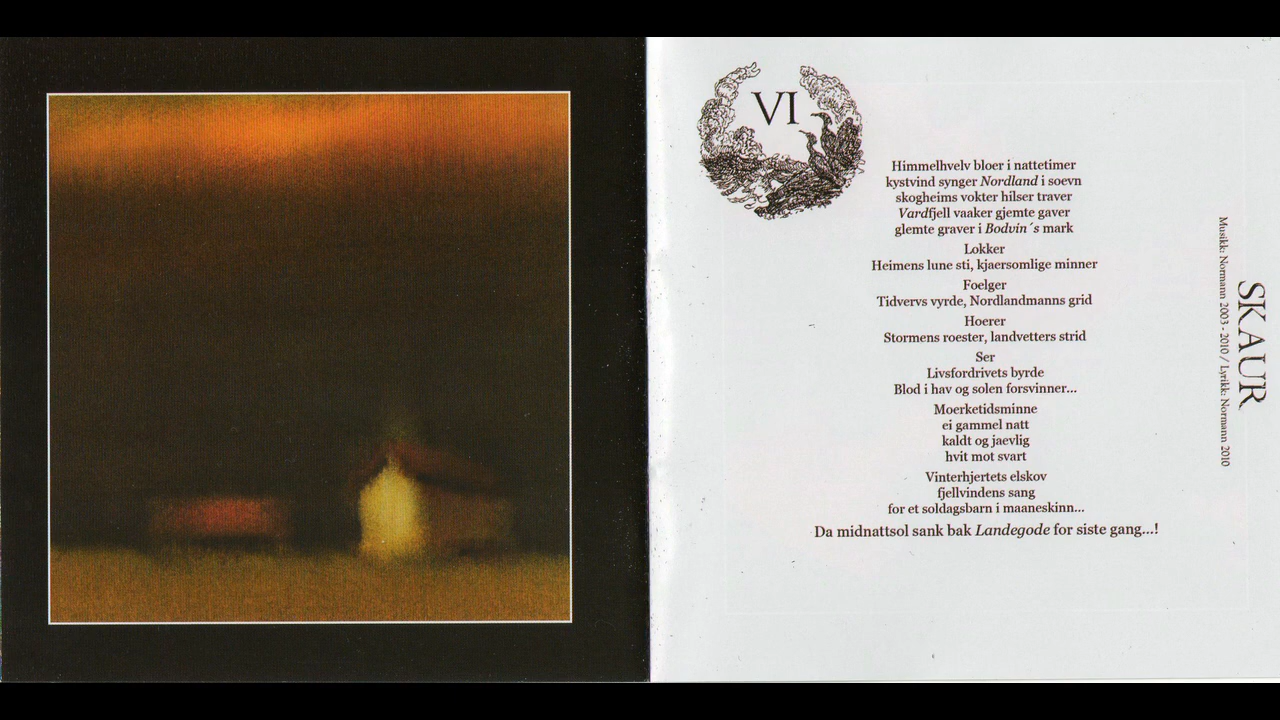 VI
Himmelhvelv bloer i nattetimer
kystvind synger Nordland i soevn
skogheims vokter hilser traver
Vardfjell vaaker gjemte gaver
glemte graver i Bodvin´s mark
Lokker
Heimens lune sti, kjaersomlige minner
Foelger
Tidvervs vyrde, Nordlandmanns grid
Hoerer
Stormens roester, landvetters strid
Ser
Livsfordrivets byrde
Blod i hav og solen forsvinner...
Moerketidsminne
ei gammel natt
kaldt og jaevlig
hvit mot svart
Vinterhjertets elskov
fjellvindens sang
for et soldagsbarn i maaneskinn...
Da midnattsol sank bak Landegode for siste gang...!
SKAUR
Musikk: Normann 2003 - 2010 / Lyrikk: Normann 2010